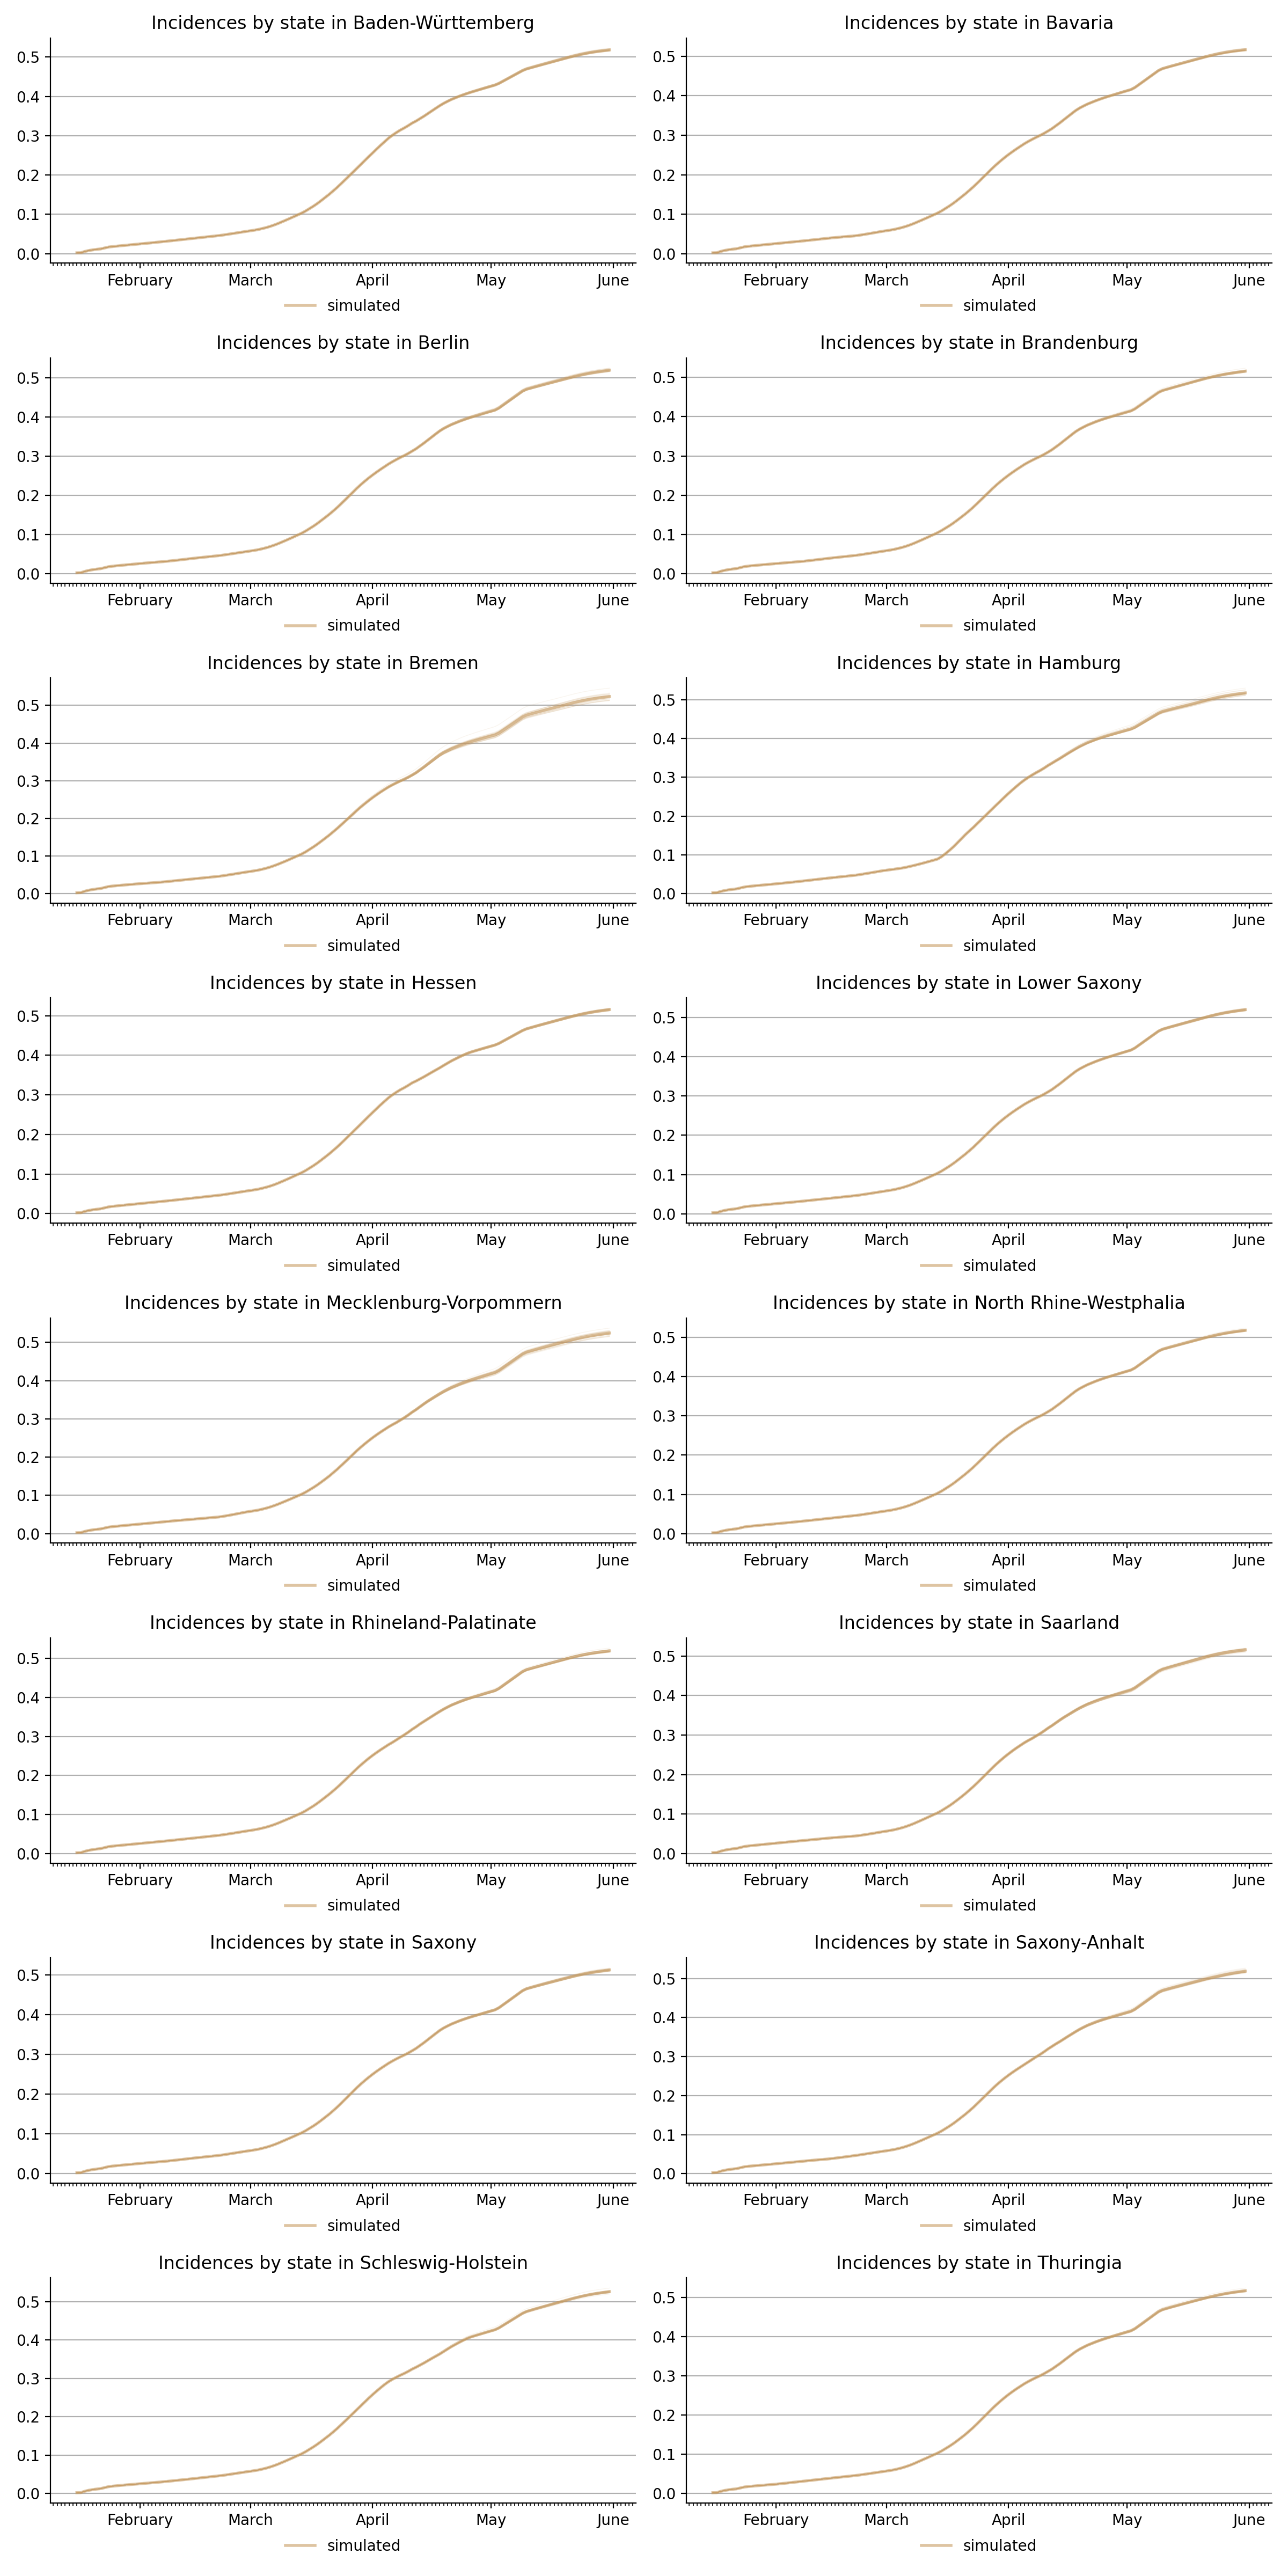 Incidences by state in Baden-Württemberg
0.5
0.4
0.3
0.2
0.1
0.0
February March April May June
simulated
Incidences by state in Bavaria
0.5
0.4
0.3
0.2
0.1
0.0
February March April May June
simulated
Incidences by state in Berlin
0.5
0.4
0.3
0.2
0.1
0.0
February March April May June
simulated
Incidences by state in Brandenburg
0.5
0.4
0.3
0.2
0.1
0.0
February March April May June
simulated
Incidences by state in Bremen
0.5
0.4
0.3
0.2
0.1
0.0
February March April May June
simulated
Incidences by state in Hamburg
0.5
0.4
0.3
0.2
0.1
0.0
February March April May June
simulated
Incidences by state in Hessen
0.5
0.4
0.3
0.2
0.1
0.0
February March April May June
simulated
Incidences by state in Lower Saxony
0.5
0.4
0.3
0.2
0.1
0.0
February March April May June
simulated
Incidences by state in Mecklenburg-Vorpommern
0.5
0.4
0.3
0.2
0.1
0.0
February March April May June
simulated
Incidences by state in North Rhine-Westphalia
0.5
0.4
0.3
0.2
0.1
0.0
February March April May June
simulated
Incidences by state in Rhineland-Palatinate
0.5
0.4
0.3
0.2
0.1
0.0
February March April May June
simulated
Incidences by state in Saarland
0.5
0.4
0.3
0.2
0.1
0.0
February March April May June
simulated
Incidences by state in Saxony
0.5
0.4
0.3
0.2
0.1
0.0
February March April May June
simulated
Incidences by state in Saxony-Anhalt
0.5
0.4
0.3
0.2
0.1
0.0
February March April May June
simulated
Incidences by state in Schleswig-Holstein
0.5
0.4
0.3
0.2
0.1
0.0
February March April May June
simulated
Incidences by state in Thuringia
0.5
0.4
0.3
0.2
0.1
0.0
February March April May June
simulated